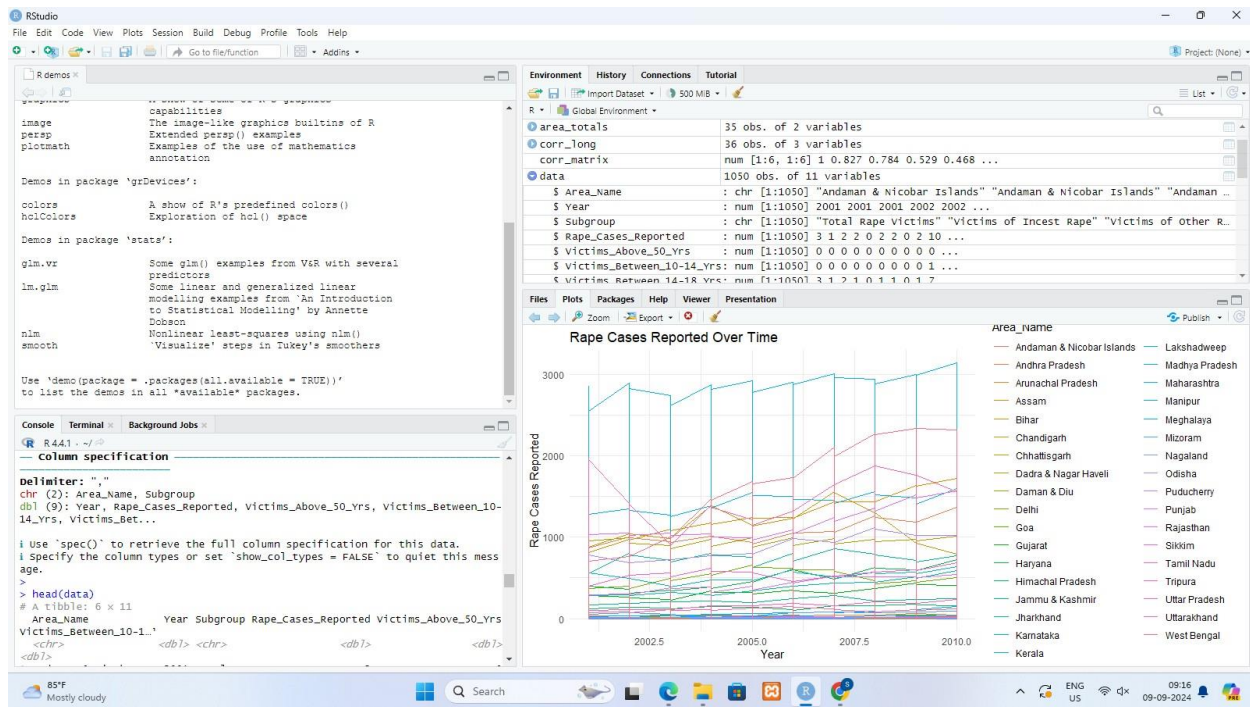 RStudio
File Edit Code View Plots Session Build Debug Profile Tools Help
Go to file/function
Addins
Project: (None)
R demos
capabilities
image The image-like graphics builtins of R
persp Extended persp() examples
plotmath Examples of the use of mathematics
annotation
Demos in package ‘grDevices’:
colors A show of R's predefined colors()
hclColors Exploration of hcl() space
Demos in package ‘stats’:
glm.vr Some glm() examples from V&R with several
predictors
lm.glm Some linear and generalized linear
modelling examples from `An Introduction
to Statistical Modelling' by Annette
Dobson
nlm Nonlinear least-squares using nlm()
smooth `Visualize' steps in Tukey's smoothers
Use ‘demo(package = .packages(all.available = TRUE))’
to list the demos in all *available* packages.
Console Terminal Background Jobs
R R 4.4.1 · ~/
— Column specification
Delimiter: ","
chr (2): Area_Name, Subgroup
dbl (9): Year, Rape_Cases_Reported, Victims_Above_50_Yrs, Victims_Between_10-
14_Yrs, Victims_Bet...
i Use `spec()` to retrieve the full column specification for this data.
i Specify the column types or set `show_col_types = FALSE` to quiet this mess
age.
>
> head(data)
# A tibble: 6 × 11
Area_Name Year Subgroup Rape_Cases_Reported Victims_Above_50_Yrs
Victims_Between_10-1…¹
<chr> <dbl> <chr> <dbl> <dbl>
<dbl>
Environment History Connections Tutorial
Import Dataset 500 MiB List
R Global Environment
area_totals 35 obs. of 2 variables
corr_long 36 obs. of 3 variables
corr_matrix num [1:6, 1:6] 1 0.827 0.784 0.529 0.468 ...
data 1050 obs. of 11 variables
$ Area_Name : chr [1:1050] "Andaman & Nicobar Islands" "Andaman & Nicobar Islands" "Andaman …
$ Year : num [1:1050] 2001 2001 2001 2002 2002 ...
$ Subgroup : chr [1:1050] "Total Rape Victims" "Victims of Incest Rape" "Victims of Other R…
$ Rape_Cases_Reported : num [1:1050] 3 1 2 2 0 2 2 0 2 10 ...
$ Victims_Above_50_Yrs : num [1:1050] 0 0 0 0 0 0 0 0 0 0 ...
$ Victims_Between_10-14_Yrs: num [1:1050] 0 0 0 0 0 0 0 0 0 1 ...
$ Victims_Between_14-18_Yrs: num [1:1050] 3 1 2 1 0 1 1 0 1 7
Files Plots Packages Help Viewer Presentation
Zoom Export Publish
Rape Cases Reported Over Time
Rape Cases Reported
3000
2000
1000
0
2002.5 2005.0 2007.5 2010.0
Year
Area_Name
Andaman & Nicobar Islands
Andhra Pradesh
Arunachal Pradesh
Assam
Bihar
Chandigarh
Chhattisgarh
Dadra & Nagar Haveli
Daman & Diu
Delhi
Goa
Gujarat
Haryana
Himachal Pradesh
Jammu & Kashmir
Jharkhand
Karnataka
Kerala
Lakshadweep
Madhya Pradesh
Maharashtra
Manipur
Meghalaya
Mizoram
Nagaland
Odisha
Puducherry
Punjab
Rajasthan
Sikkim
Tamil Nadu
Tripura
Uttar Pradesh
Uttarakhand
West Bengal
85°F
Mostly cloudy
Search
ENG
US
09:16
09-09-2024